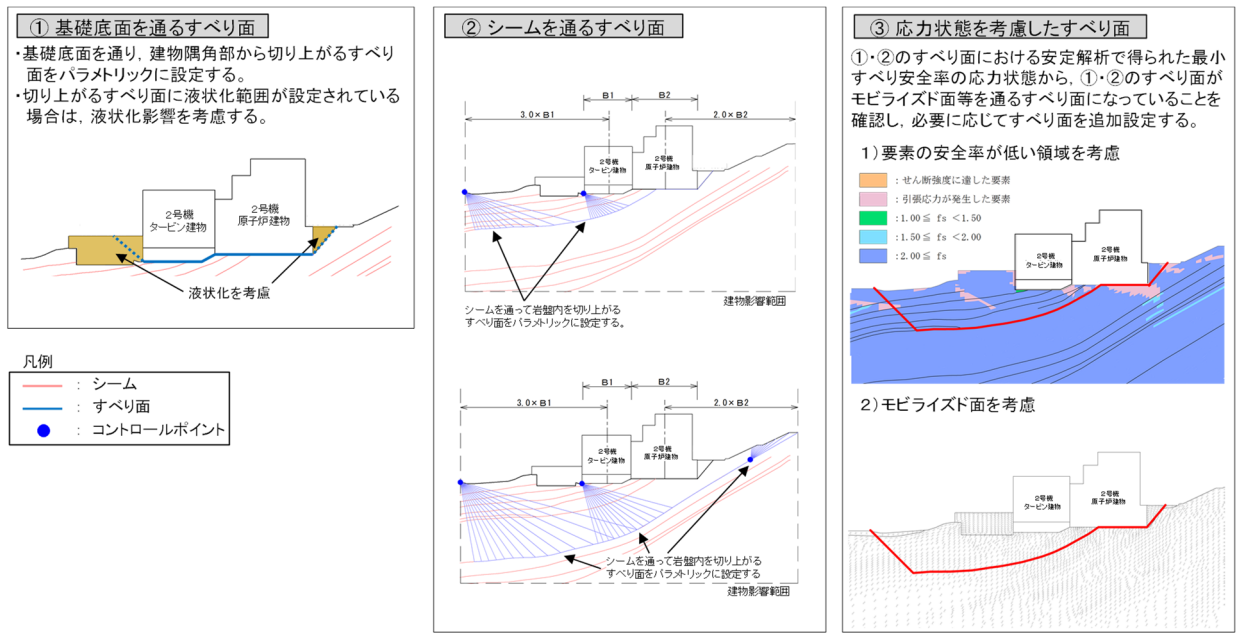 ① 基礎底面を通るすべり面
・基礎底面を通り，建物隅角部から切り上がるすべり
面をパラメトリックに設定する。
・切り上がるすべり面に液状化範囲が設定されている
場合は，液状化影響を考慮する。
2号機
タービン建物
2号機
原子炉建物
液状化を考慮
凡例
： シーム
： すべり面
： コントロールポイント
② シームを通るすべり面
B1
B2
3.0×B1
2.0×B2
2号機
タービン建物
2号機
原子炉建物
建物影響範囲
シームを通って岩盤内を切り上がる
すべり面をパラメトリックに設定する。
B1
B2
3.0×B1
2.0×B2
2号機
タービン建物
2号機
原子炉建物
シームを通って岩盤内を切り上がる
すべり面をパラメトリックに設定する
建物影響範囲
③ 応力状態を考慮したすべり面
①・②のすべり面における安定解析で得られた最小
すべり安全率の応力状態から，①・②のすべり面が
モビライズド面等を通るすべり面になっていることを
確認し，必要に応じてすべり面を追加設定する。
１）要素の安全率が低い領域を考慮
：せん断強度に達した要素
：引張応力が発生した要素
：1.00≦ fs ＜1.50
：1.50≦ fs ＜2.00
：2.00≦ fs
2号機
タービン建物
2号機
原子炉建物
２）モビライズド面を考慮
2号機
タービン建物
2号機
原子炉建物